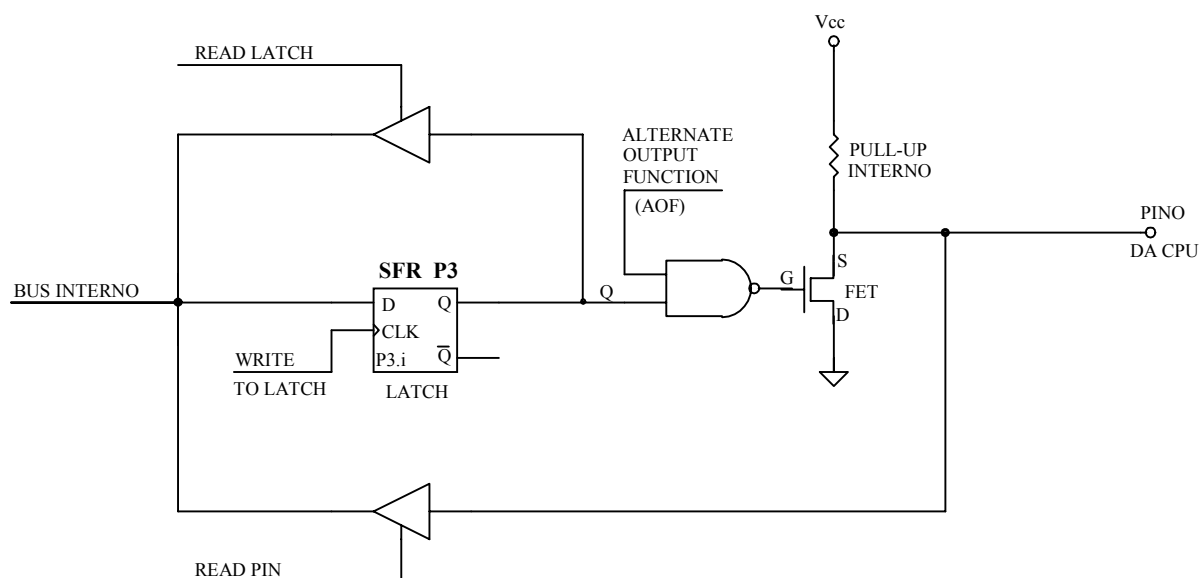 Vcc
READ LATCH
ALTERNATE
OUTPUT
FUNCTION
(AOF)
PULL-UP
INTERNO
PINO
DA CPU
SFR P3
BUS INTERNO
D
Q
CLK
P3.i
Q
LATCH
WRITE
TO LATCH
Q
G
S
FET
D
READ PIN